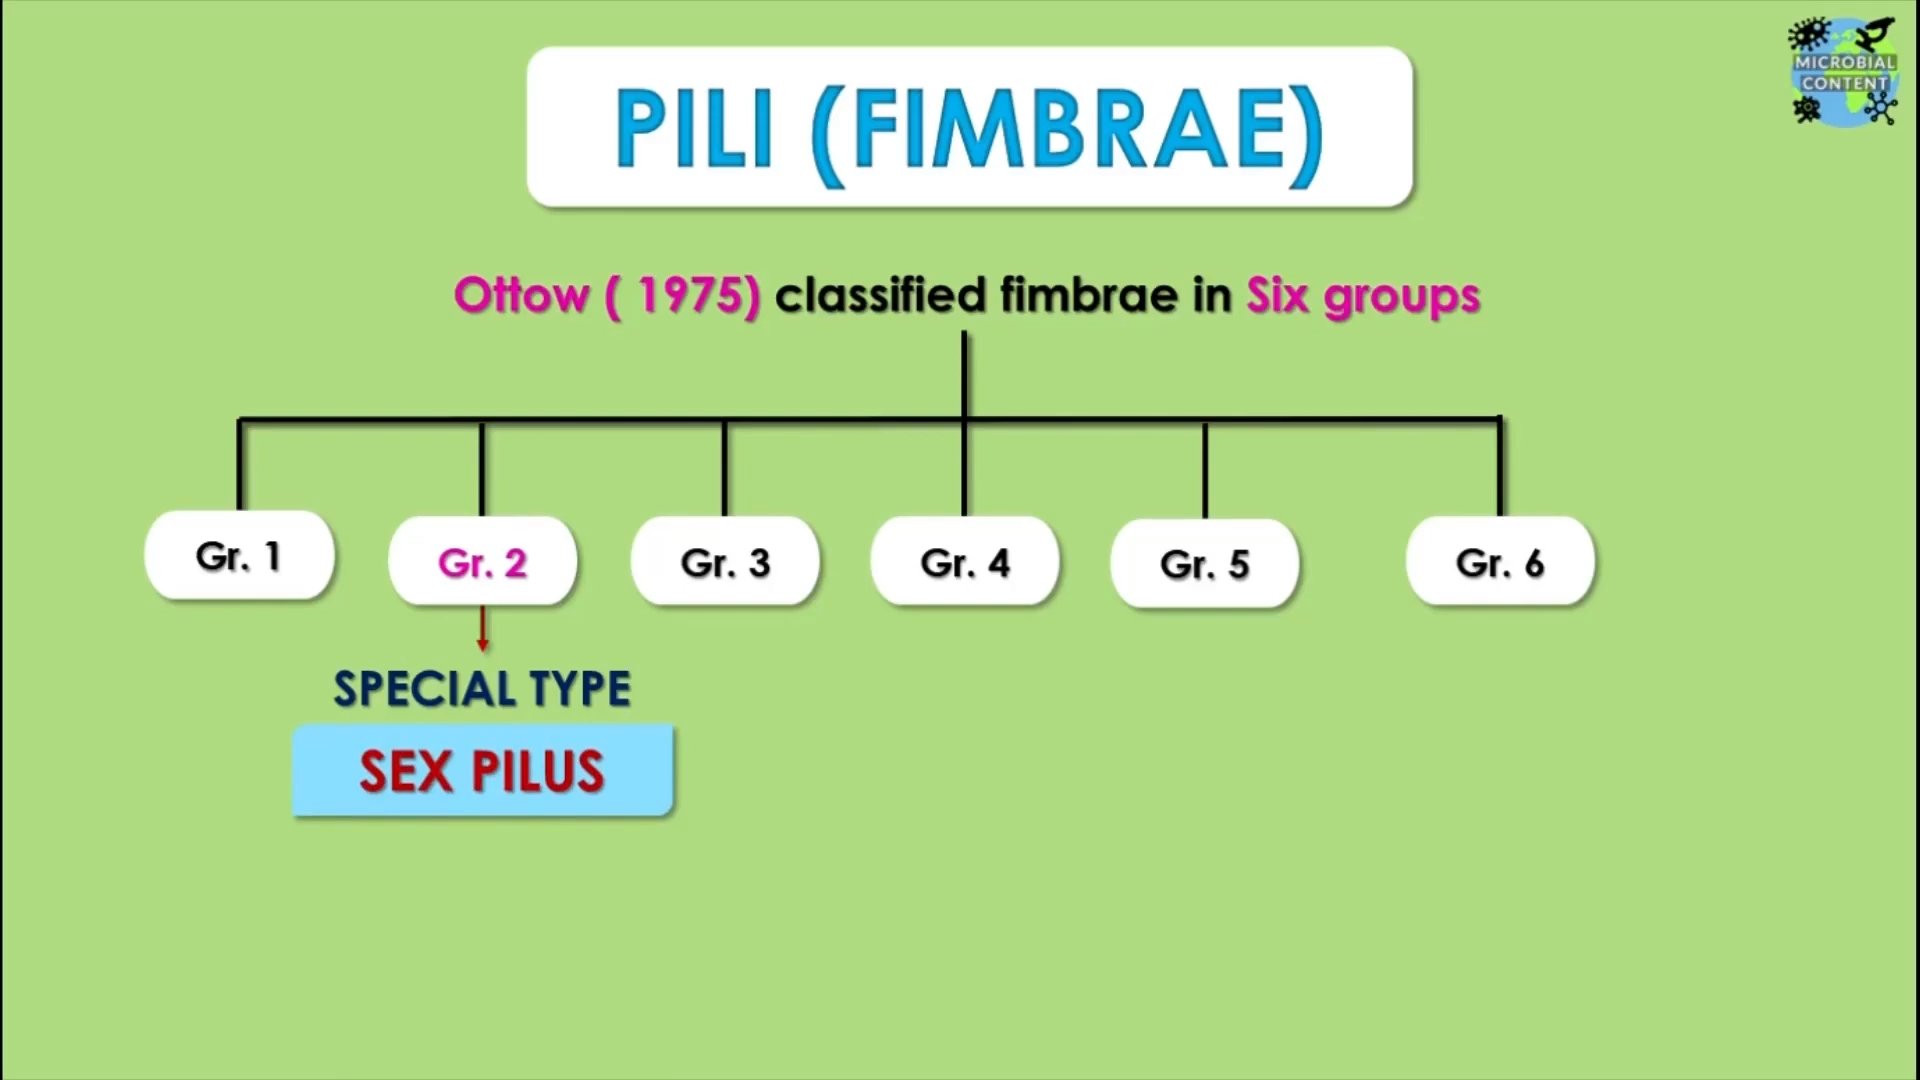 PILI (FIMBRAE)
MICROBIAL
CONTENT
Ottow ( 1975) classified fimbrae in Six groups
Gr. 1
Gr. 2
Gr. 3
Gr. 4
Gr. 5
Gr. 6
SPECIAL TYPE
SEX PILUS